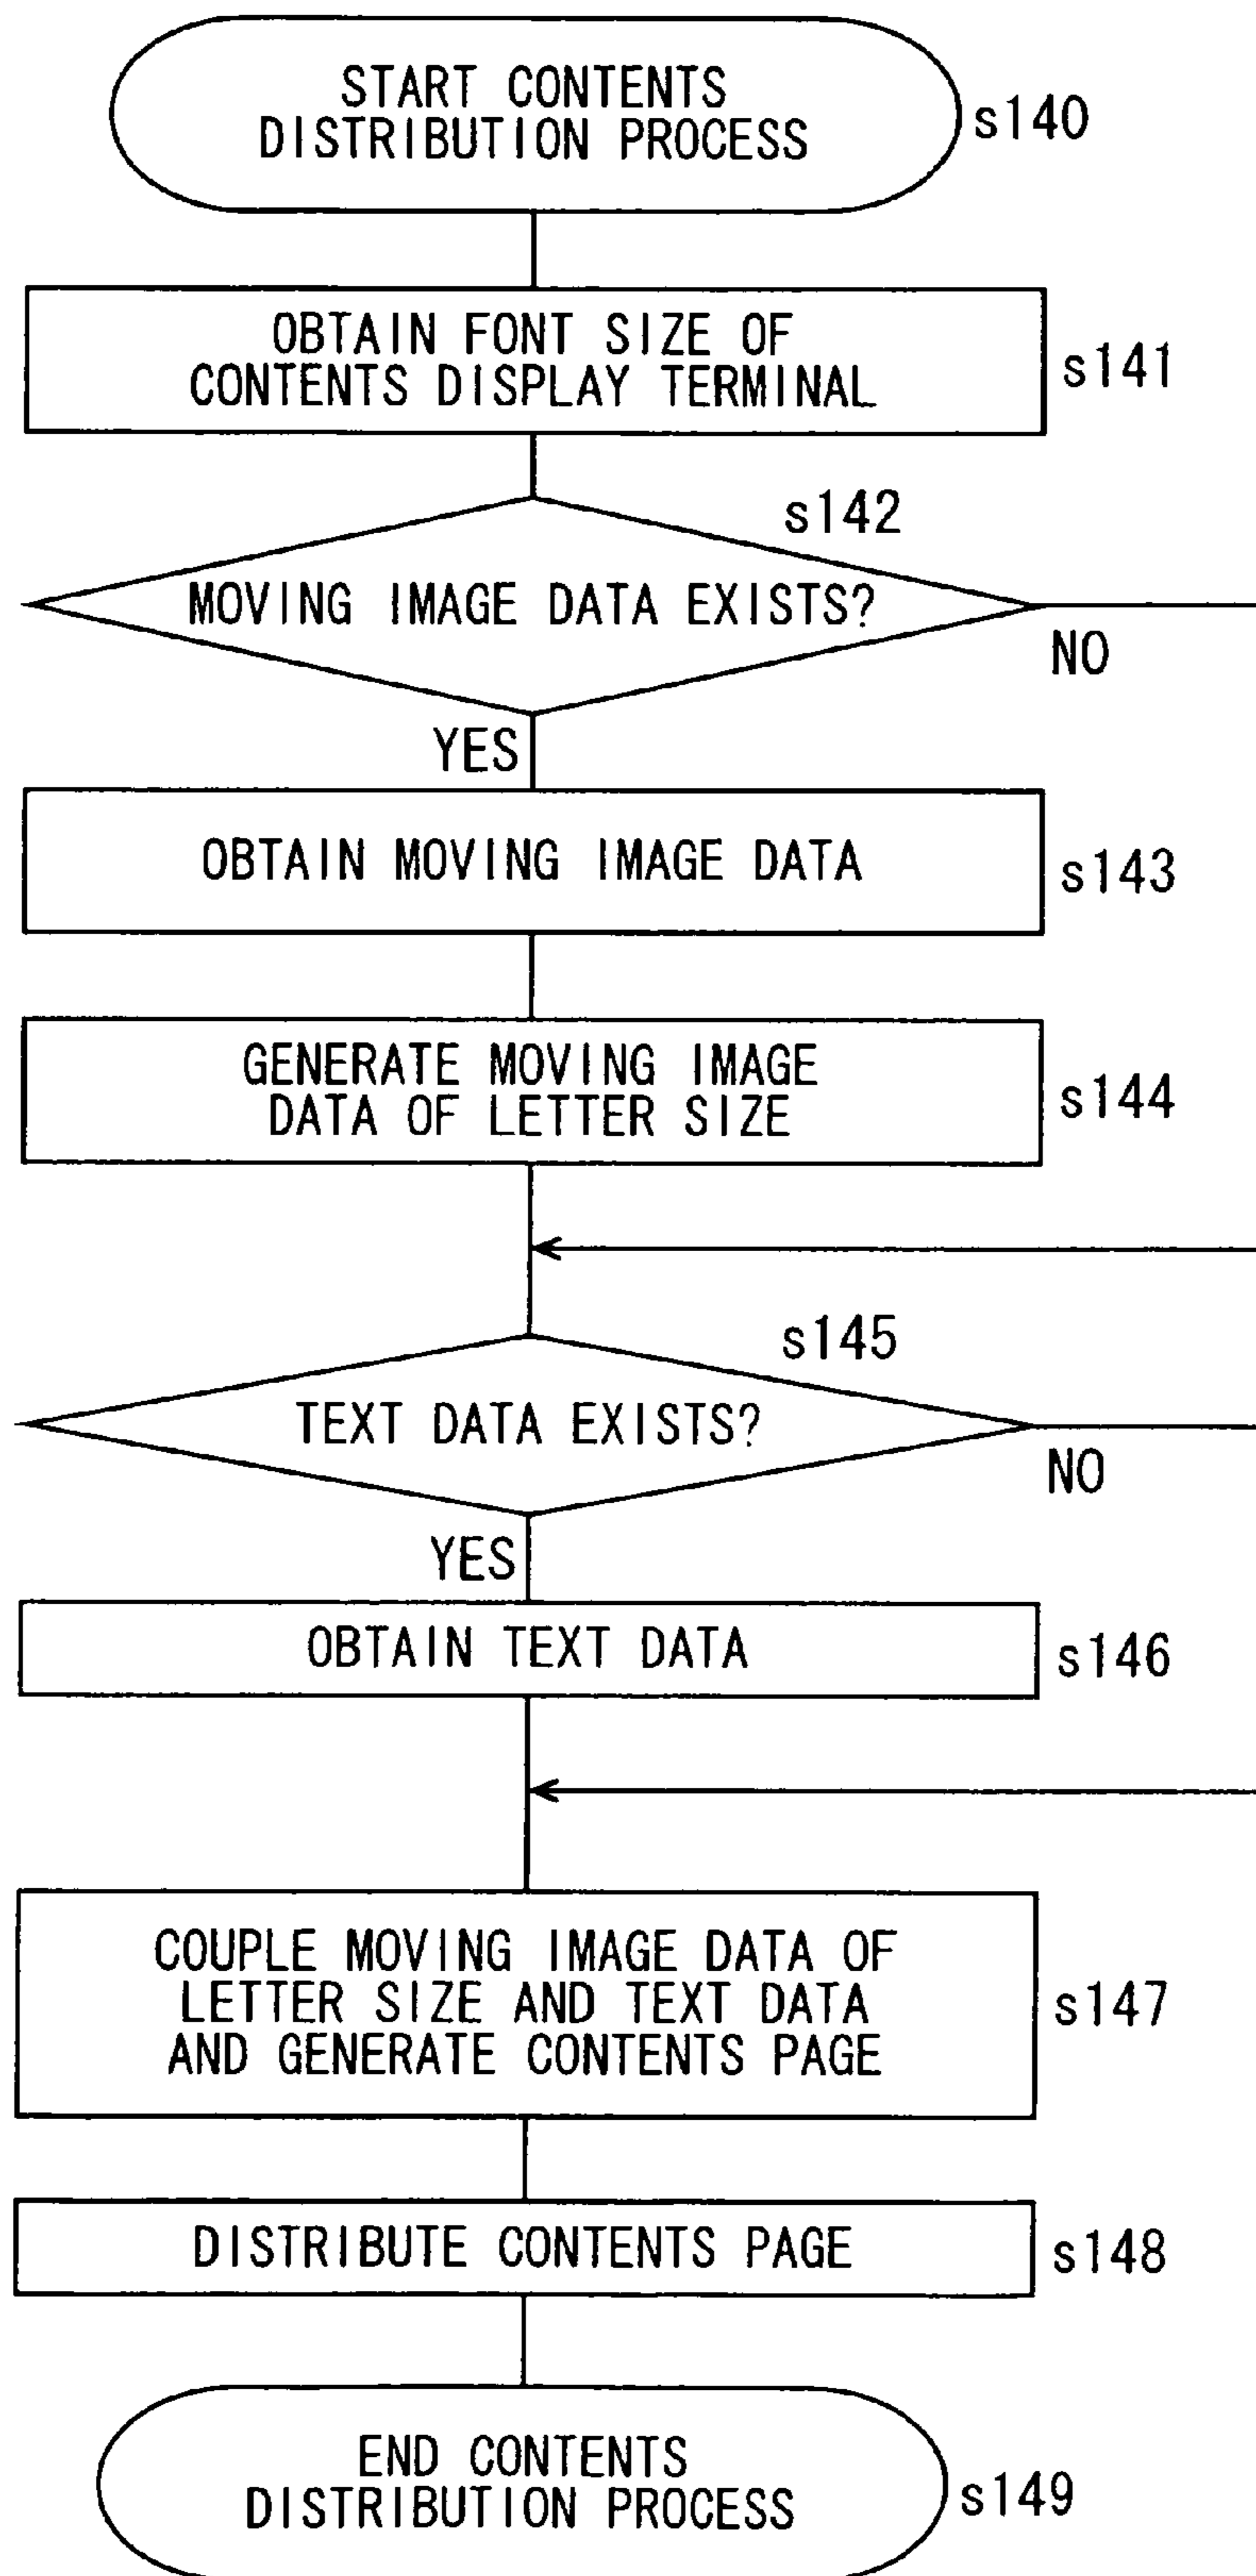 START CONTENTS
DISTRIBUTION PROCESS
s140
OBTAIN FONT SIZE OF
CONTENTS DISPLAY TERMINAL
s141
s142
MOVING IMAGE DATA EXISTS?
NO
YES
OBTAIN MOVING IMAGE DATA
s143
GENERATE MOVING IMAGE
DATA OF LETTER SIZE
s144
s145
TEXT DATA EXISTS?
NO
YES
OBTAIN TEXT DATA
s146
COUPLE MOVING IMAGE DATA OF
LETTER SIZE AND TEXT DATA
AND GENERATE CONTENTS PAGE
s147
DISTRIBUTE CONTENTS PAGE
s148
END CONTENTS
DISTRIBUTION PROCESS
s149